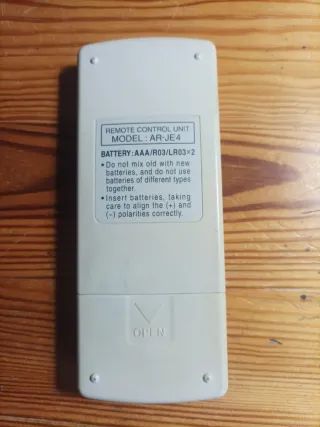 REMOTE CONTROL UNIT
MODEL : AR-JE4
BATTERY:AAA/R03/LR03×2
• Do not mix old with new
batteries, and do not use
batteries of different types
together.
• Insert batteries, taking
care to align the (+) and
(−) polarities correctly.
OPEN